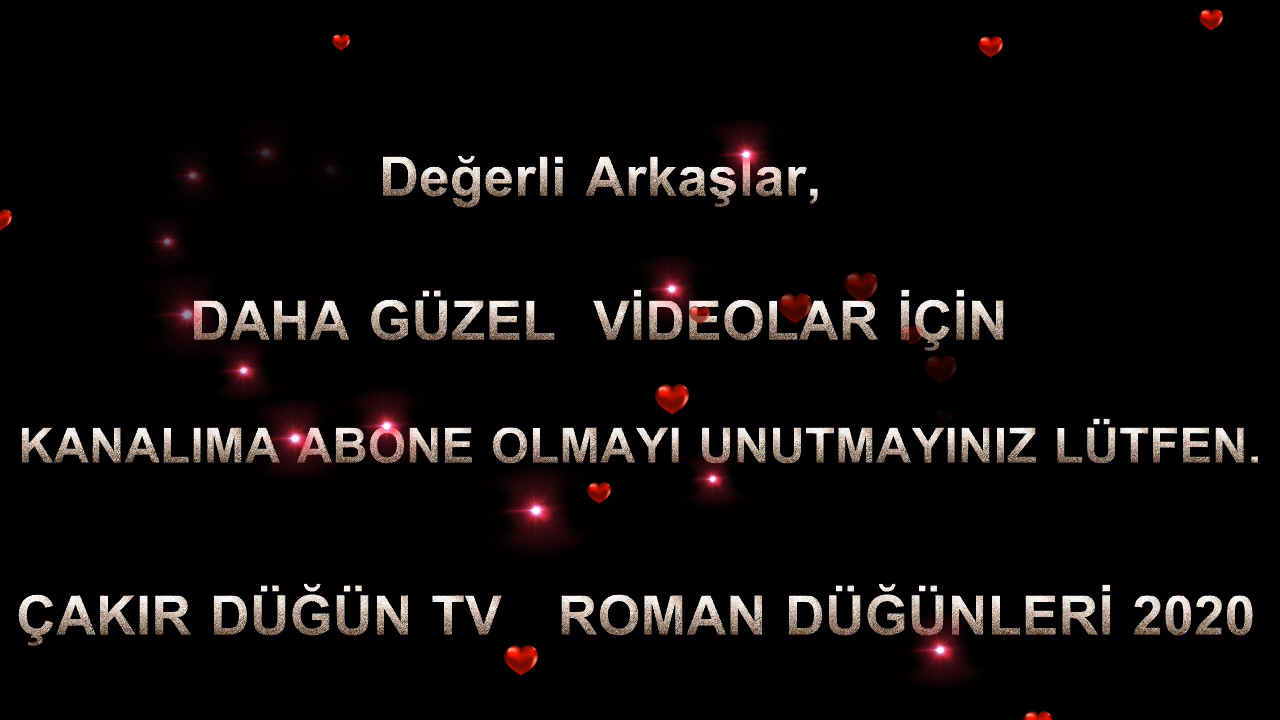 Değerli Arkaşlar,
DAHA GÜZEL VİDEOLAR İÇİN
KANALIMA ABONE OLMAYI UNUTMAYINIZ LÜTFEN.
ÇAKIR DÜĞÜN TV ROMAN DÜĞÜNLERİ 2020